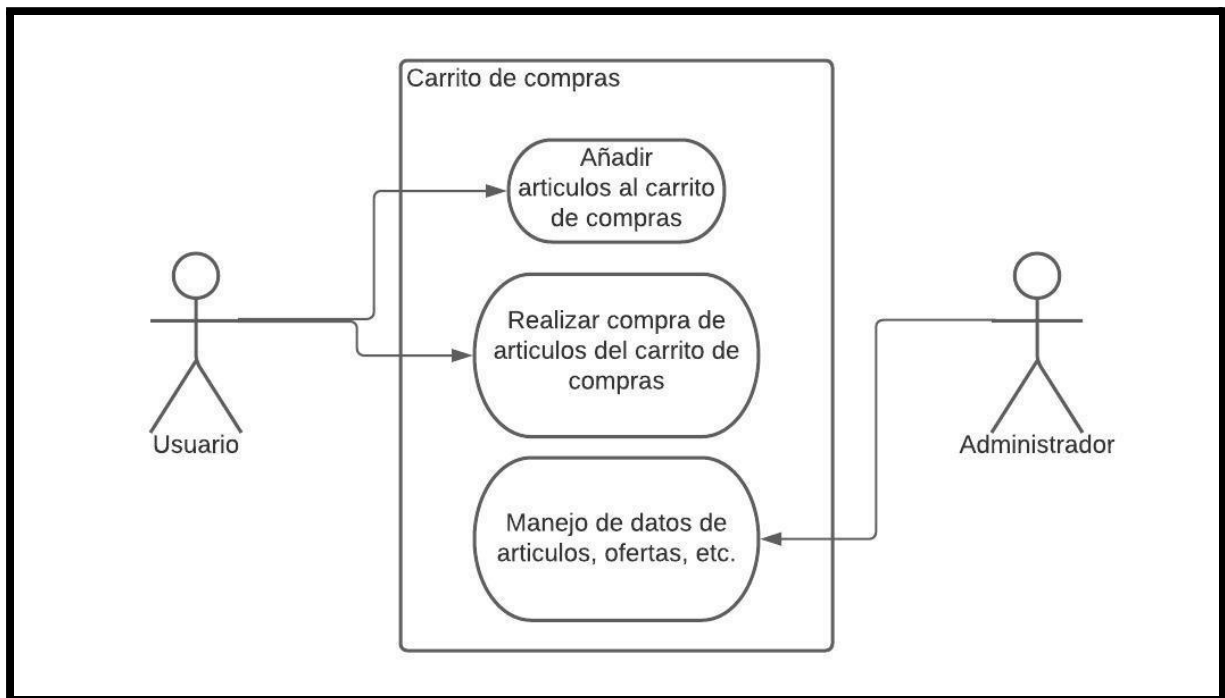 Carrito de compras
Añadir
articulos al carrito
de compras
Realizar compra de
articulos del carrito de
compras
Usuario
Administrador
Manejo de datos de
articulos, ofertas, etc.